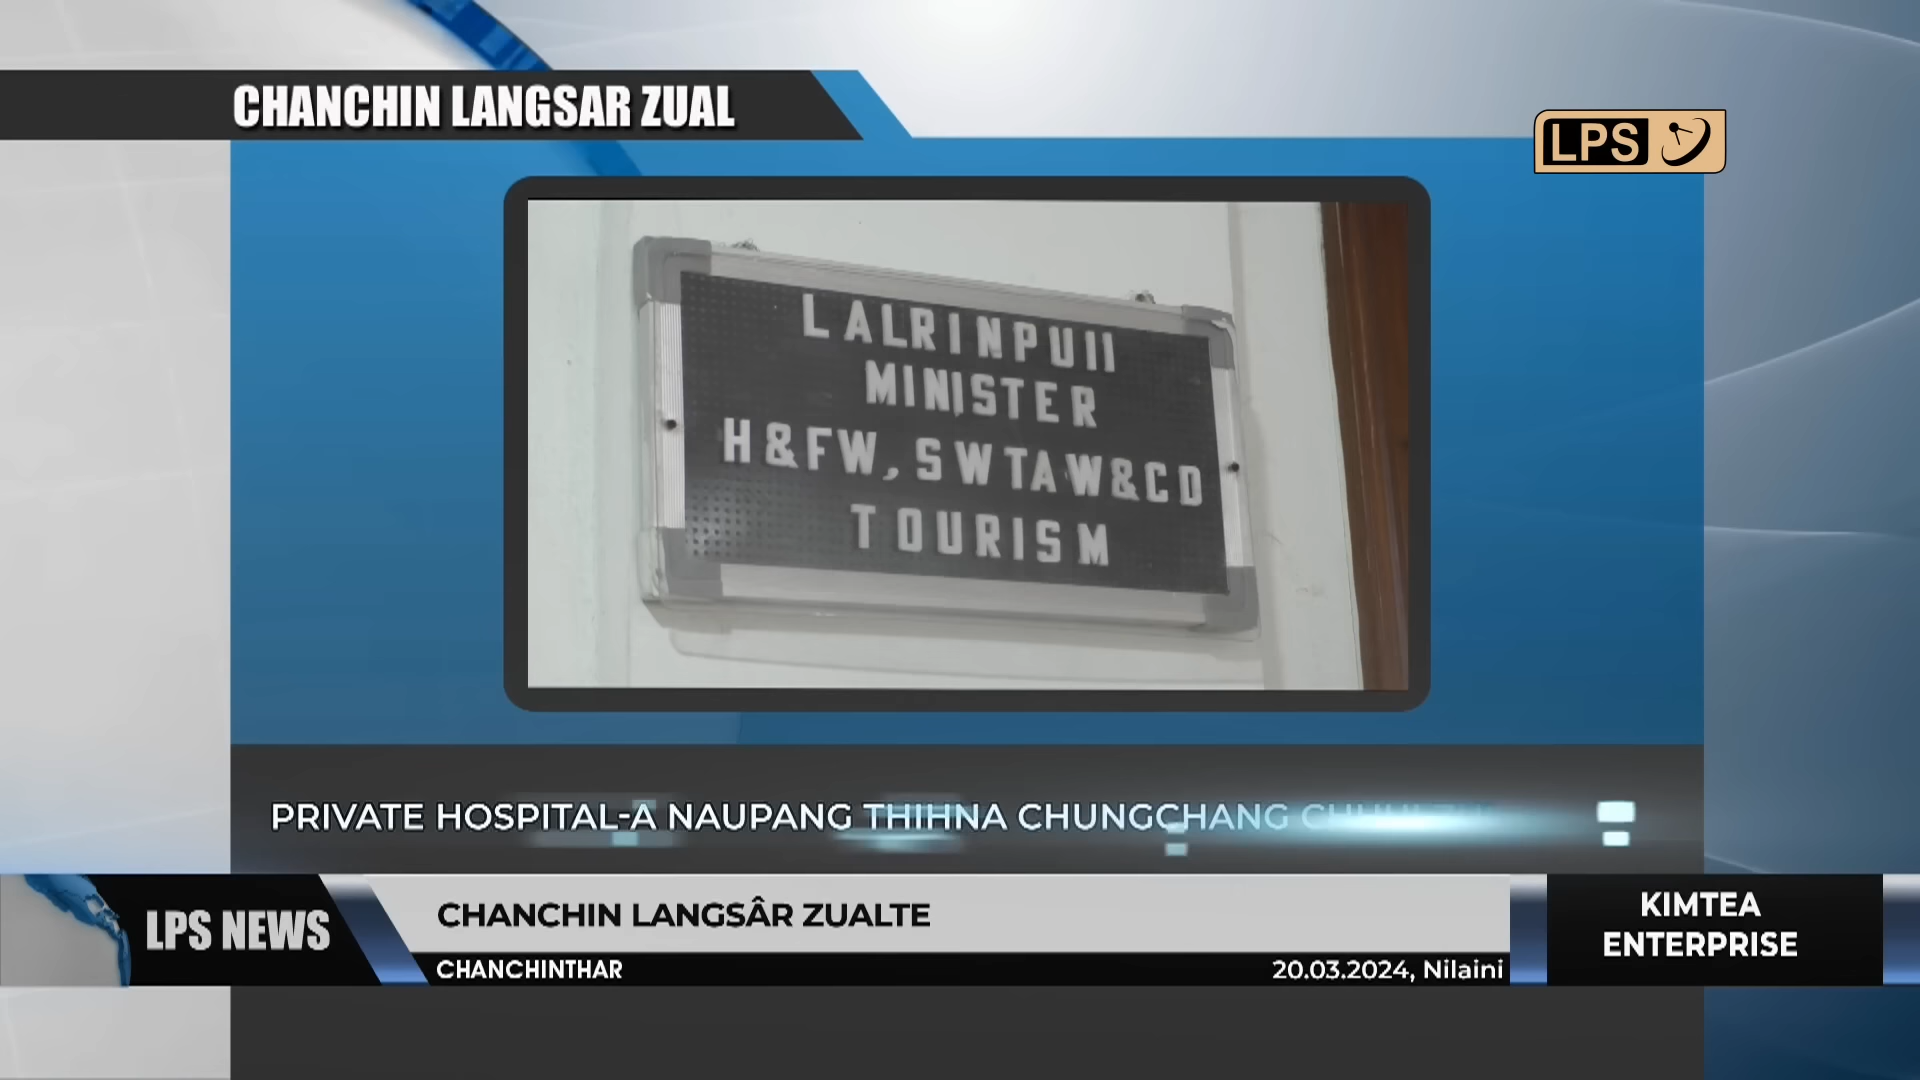 CHANCHIN LANGSAR ZUAL
LPS
LALRINPUII
MINISTER
H&FW, SWTAW&CD
TOURISM
PRIVATE HOSPITAL-A NAUPANG THIHNA CHUNGCHANG
LPS NEWS
CHANCHIN LANGSÂR ZUALTE
CHANCHINTHAR
20.03.2024, Nilaini
KIMTEA
ENTERPRISE